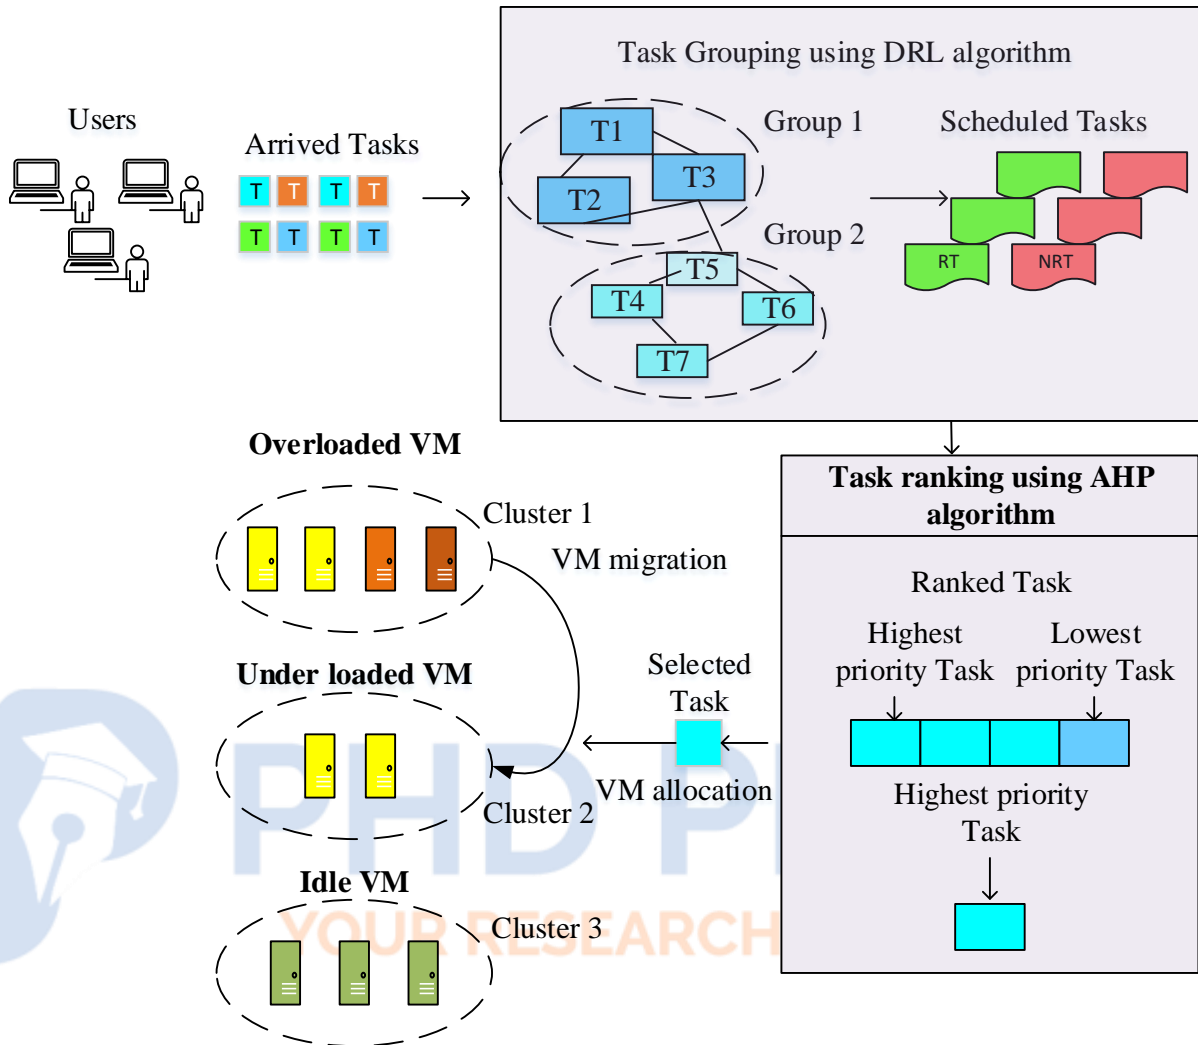 Task Grouping using DRL algorithm
Users
Arrived Tasks
T T T T
T T T T
Group 1
Scheduled Tasks
T1
T3
T2
Group 2
T5
T4
T6
T7
RT
NRT
Overloaded VM
Cluster 1
VM migration
Task ranking using AHP
algorithm
Ranked Task
Highest
priority Task
Lowest
priority Task
Under loaded VM
Selected
Task
VM allocation
Cluster 2
Highest priority
Task
Idle VM
Cluster 3
PHD P
YOUR RESEARCH